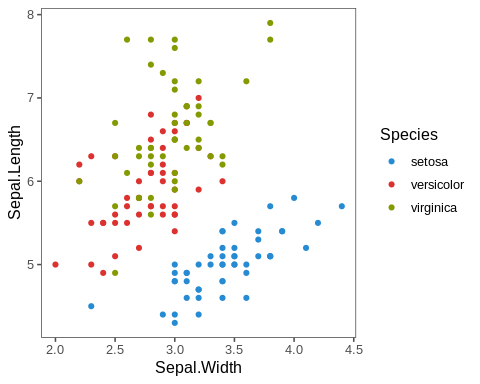 8
7
6
5
Sepal.Length
2.0 2.5 3.0 3.5 4.0 4.5
Sepal.Width
Species
setosa
versicolor
virginica